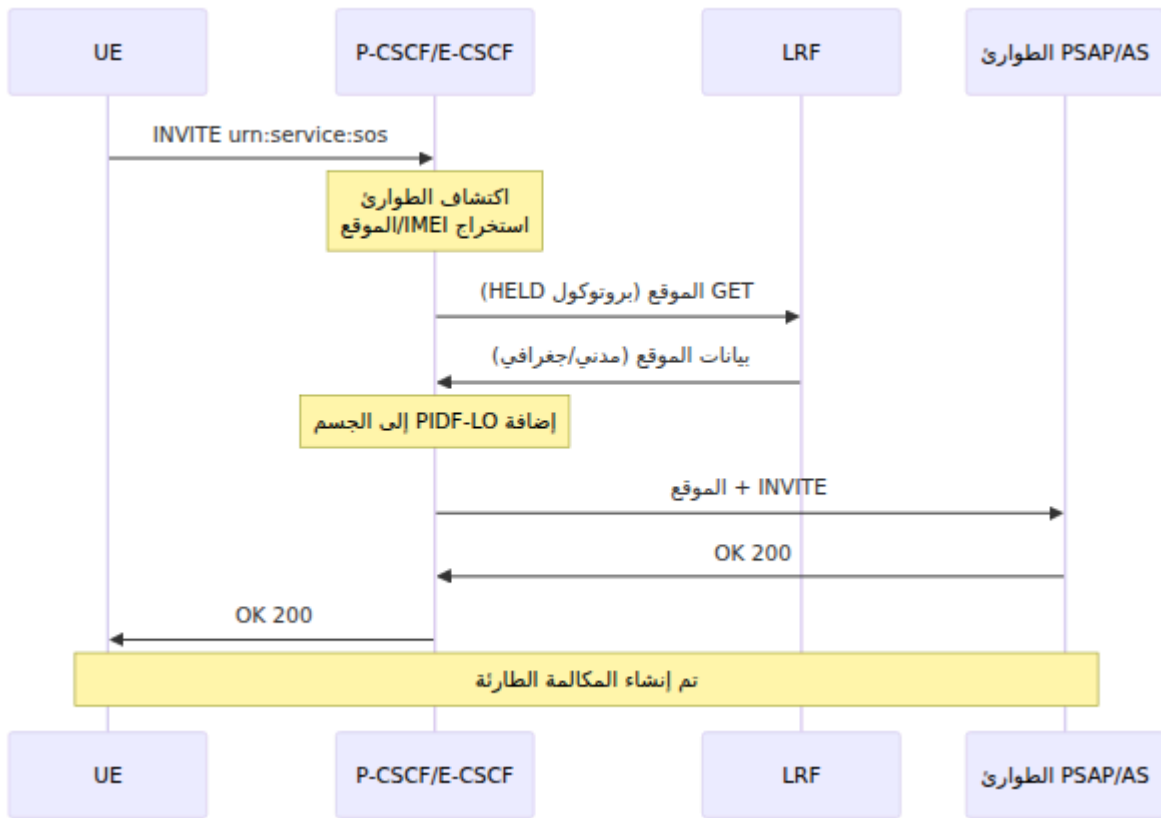 UE
P-CSCF/E-CSCF
LRF
الطوارئ PSAP/AS
INVITE urn:service:sos
اكتشاف الطوارئ
استخراج IMEI/الموقع
GET الموقع (بروتوكول HELD)
بيانات الموقع (مدني/جغرافي)
إضافة PIDF-LO إلى الجسم
INVITE + الموقع
200 OK
200 OK
تم إنشاء المكالمة الطارئة
UE
P-CSCF/E-CSCF
LRF
الطوارئ PSAP/AS